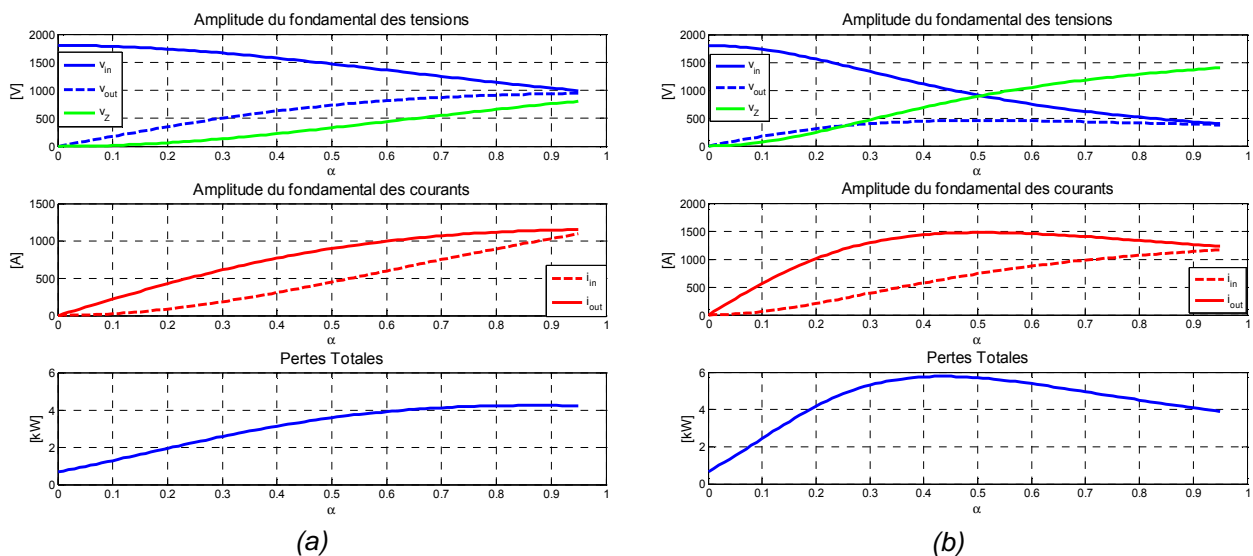 Amplitude du fondamental des tensions
2000
1500
1000
500
0
[V]
v_in
v_out
v_Z
0 0.1 0.2 0.3 0.4 0.5 0.6 0.7 0.8 0.9 1
α
Amplitude du fondamental des courants
1500
1000
500
0
[A]
i_in
i_out
0 0.1 0.2 0.3 0.4 0.5 0.6 0.7 0.8 0.9 1
α
Pertes Totales
6
4
2
0
[kW]
0 0.1 0.2 0.3 0.4 0.5 0.6 0.7 0.8 0.9 1
α
(a)
Amplitude du fondamental des tensions
2000
1500
1000
500
0
[V]
v_in
v_out
v_Z
0 0.1 0.2 0.3 0.4 0.5 0.6 0.7 0.8 0.9 1
α
Amplitude du fondamental des courants
2000
1500
1000
500
0
[A]
i_in
i_out
0 0.1 0.2 0.3 0.4 0.5 0.6 0.7 0.8 0.9 1
α
Pertes Totales
6
4
2
0
[kW]
0 0.1 0.2 0.3 0.4 0.5 0.6 0.7 0.8 0.9 1
α
(b)